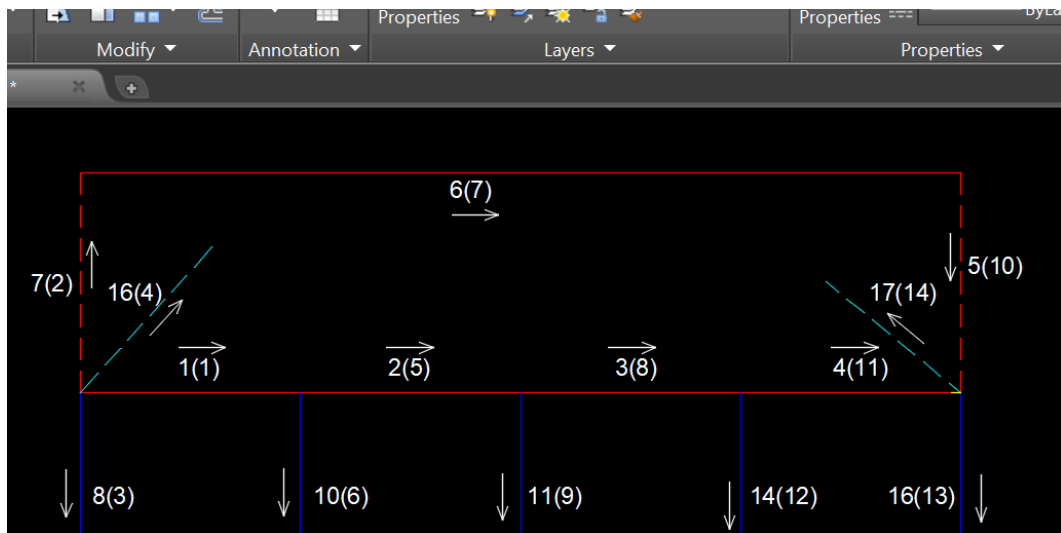 Properties
Properties
ByLa
Modify
Annotation
Layers
Properties
*
6(7)
7(2)
16(4)
17(14)
5(10)
1(1)
2(5)
3(8)
4(11)
8(3)
10(6)
11(9)
14(12)
16(13)